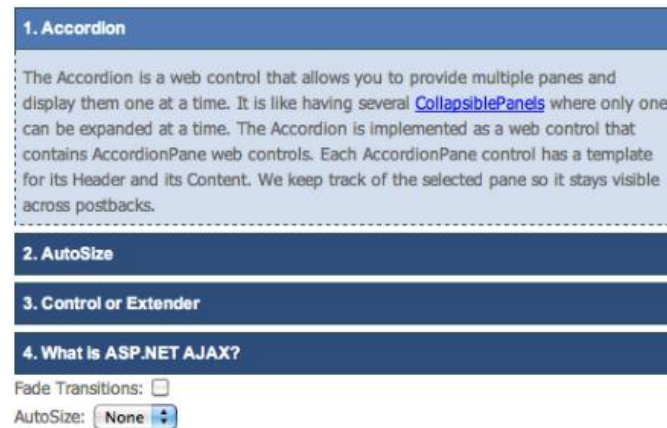 1. Accordion
The Accordion is a web control that allows you to provide multiple panes and
display them one at a time. It is like having several CollapsiblePanels where only one
can be expanded at a time. The Accordion is implemented as a web control that
contains AccordionPane web controls. Each AccordionPane control has a template
for its Header and its Content. We keep track of the selected pane so it stays visible
across postbacks.
2. AutoSize
3. Control or Extender
4. What is ASP.NET AJAX?
Fade Transitions:
AutoSize: None